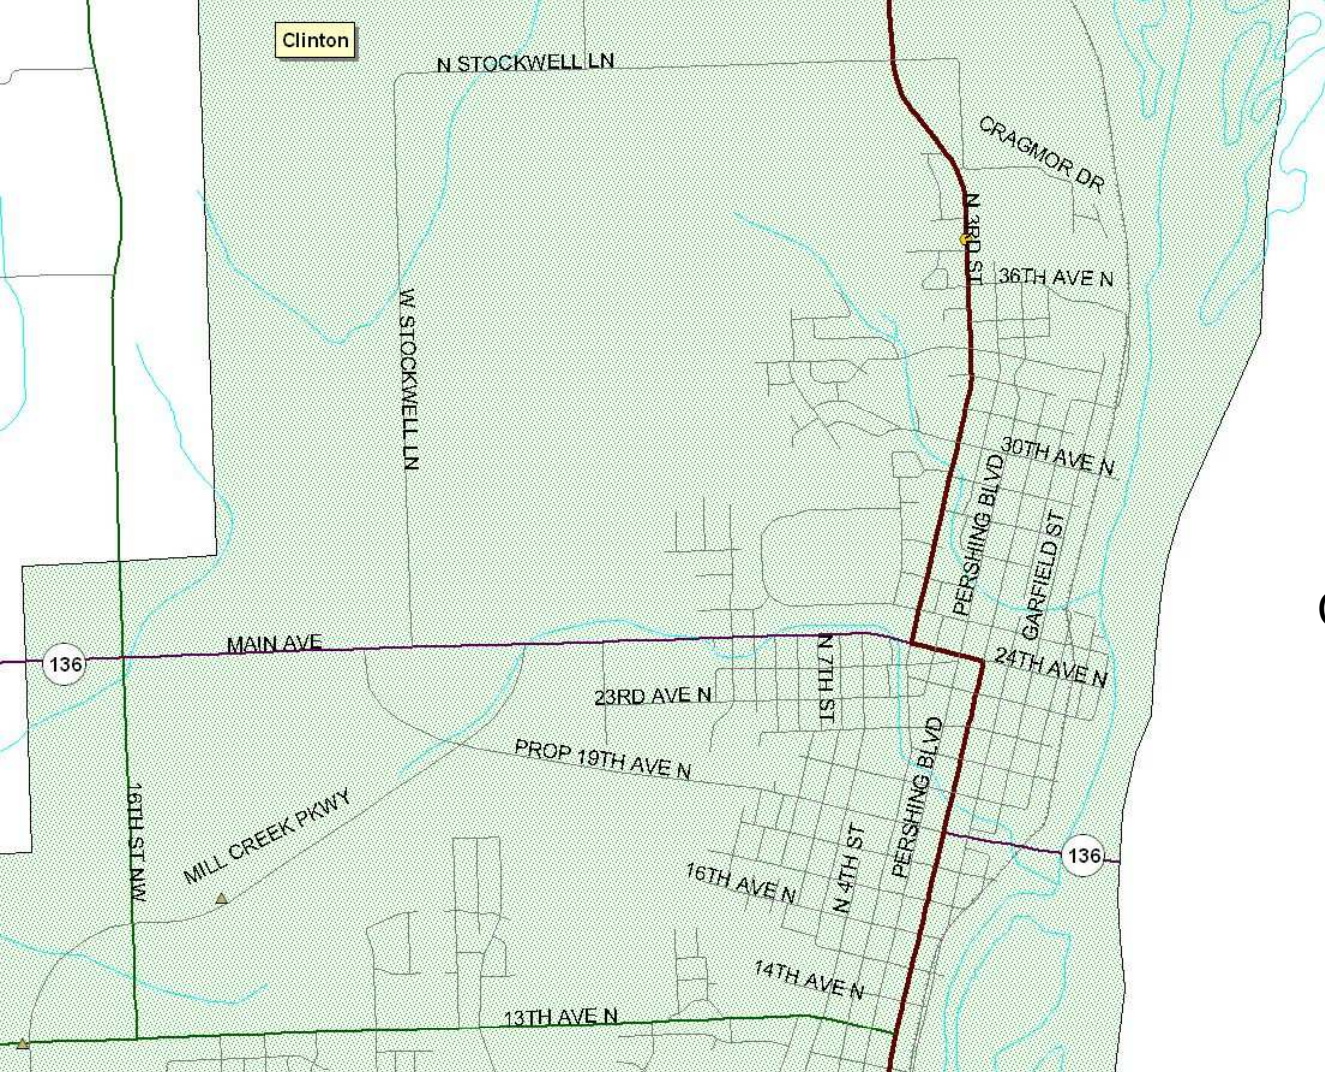 Clinton
N STOCKWELL LN
CRAGMOR DR
N 3RD ST
36TH AVE N
W STOCKWELL LN
30TH AVE N
PERSHING BLVD
GARFIELD ST
MAIN AVE
136
N 7TH ST
24TH AVE N
23RD AVE N
PROP 19TH AVE N
PERSHING BLVD
16TH ST NW
MILL CREEK PKWY
N 4TH ST
136
16TH AVE N
14TH AVE N
13TH AVE N